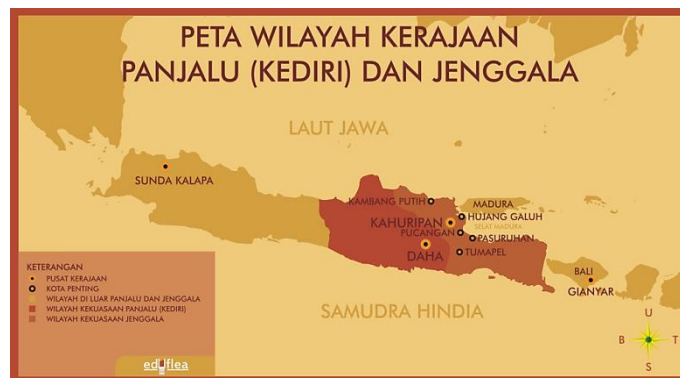 PETA WILAYAH KERAJAAN
PANJALU (KEDIRI) DAN JENGGALA
LAUT JAWA
SUNDA KALAPA
KAMBANG PUTIH
MADURA
HUJANG GALUH
KAHURIPAN
SELAT MADURA
PUCANGAN
PASURUHAN
DAHA
TUMAPEL
BALI
GIANYAR
SAMUDRA HINDIA
KETERANGAN
PUSAT KERAJAAN
KOTA PENTING
WILAYAH DI LUAR PANJALU DAN JENGGALA
WILAYAH KEKUASAAN PANJALU (KEDIRI)
WILAYAH KEKUASAAN JENGGALA
U
B
T
S
eduflea